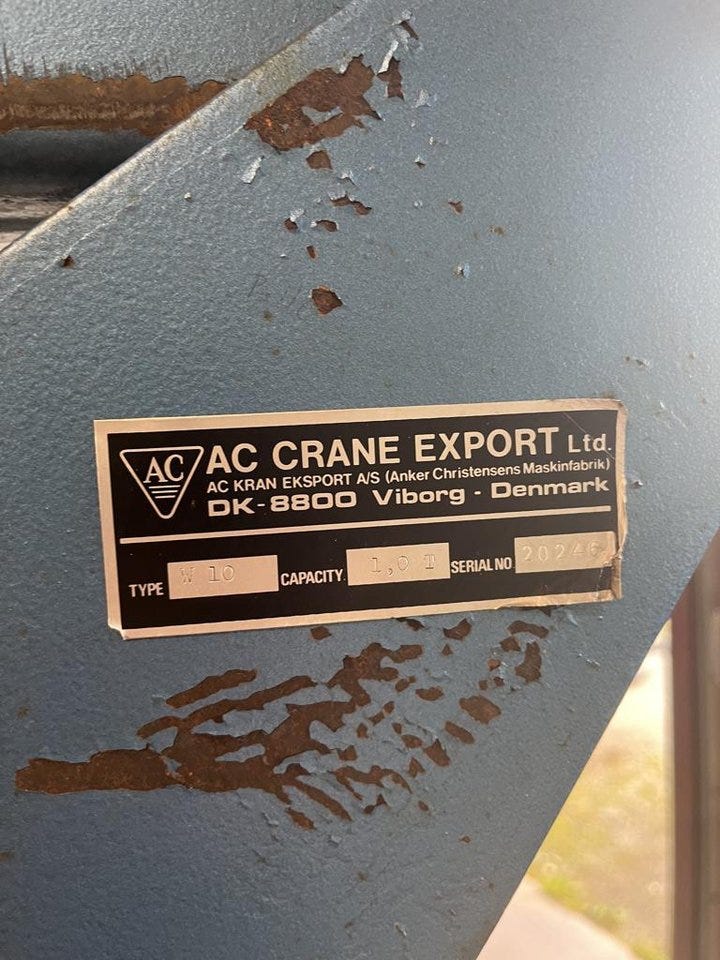 AC
AC CRANE EXPORT Ltd.
AC KRAN EKSPORT A/S (Anker Christensens Maskinfabrik)
DK-8800 Viborg - Denmark
TYPE 10 CAPACITY. 1,0 T SERIAL NO